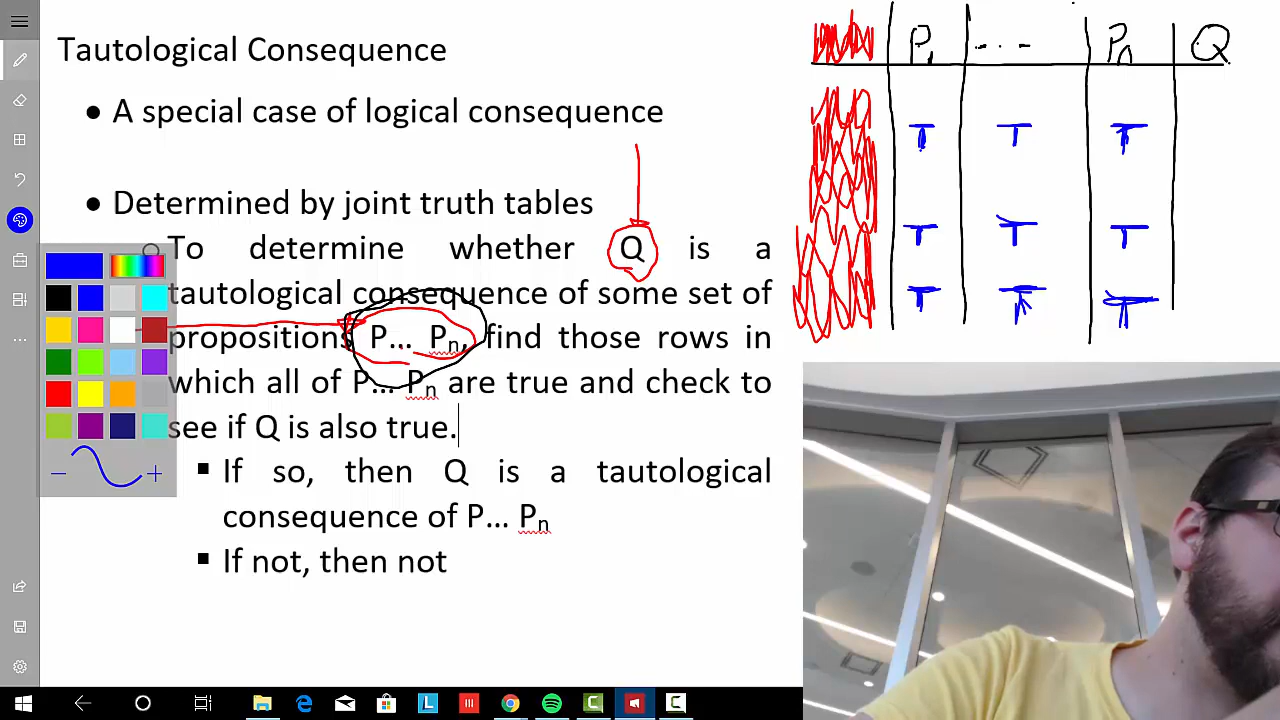 Tautological Consequence
• A special case of logical consequence
• Determined by joint truth tables
To determine whether Q is a
tautological consequence of some set of
propositions P... Pn, find those rows in
which all of P... Pn are true and check to
see if Q is also true.
▪ If so, then Q is a tautological
consequence of P... Pn
▪ If not, then not
P1 ... Pn Q
T T T
T T T
T T T